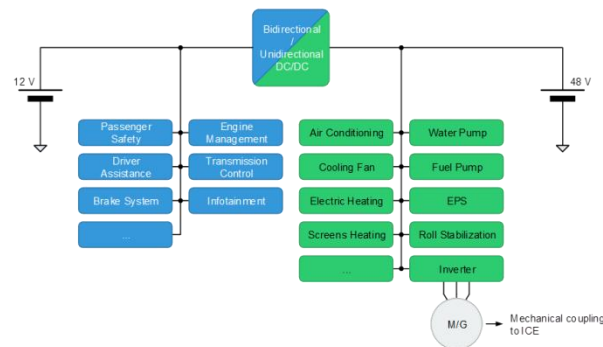 Bidirectional
/
Unidirectional
DC/DC
12 V
48 V
Passenger
Safety
Engine
Management
Air Conditioning
Water Pump
Driver
Assistance
Transmission
Control
Cooling Fan
Fuel Pump
Brake System
Infotainment
Electric Heating
EPS
...
Screens Heating
Roll Stabilization
...
Inverter
M/G
Mechanical coupling
to ICE